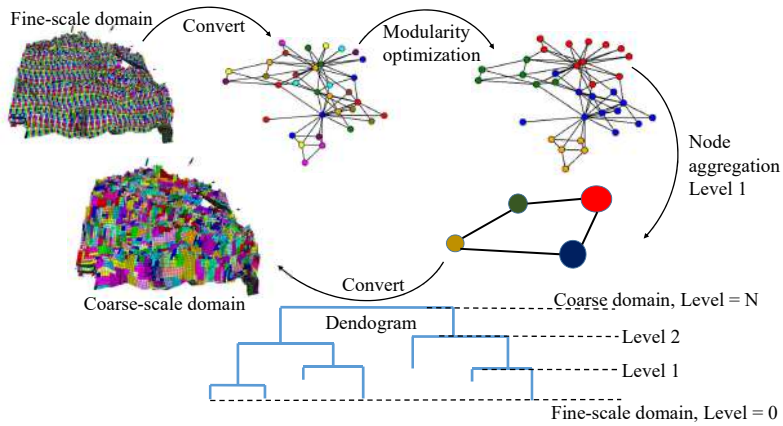 Fine-scale domain
Convert
Modularity
optimization
Node
aggregation
Level 1
Convert
Coarse-scale domain
Dendogram
Coarse domain, Level = N
Level 2
Level 1
Fine-scale domain, Level = 0